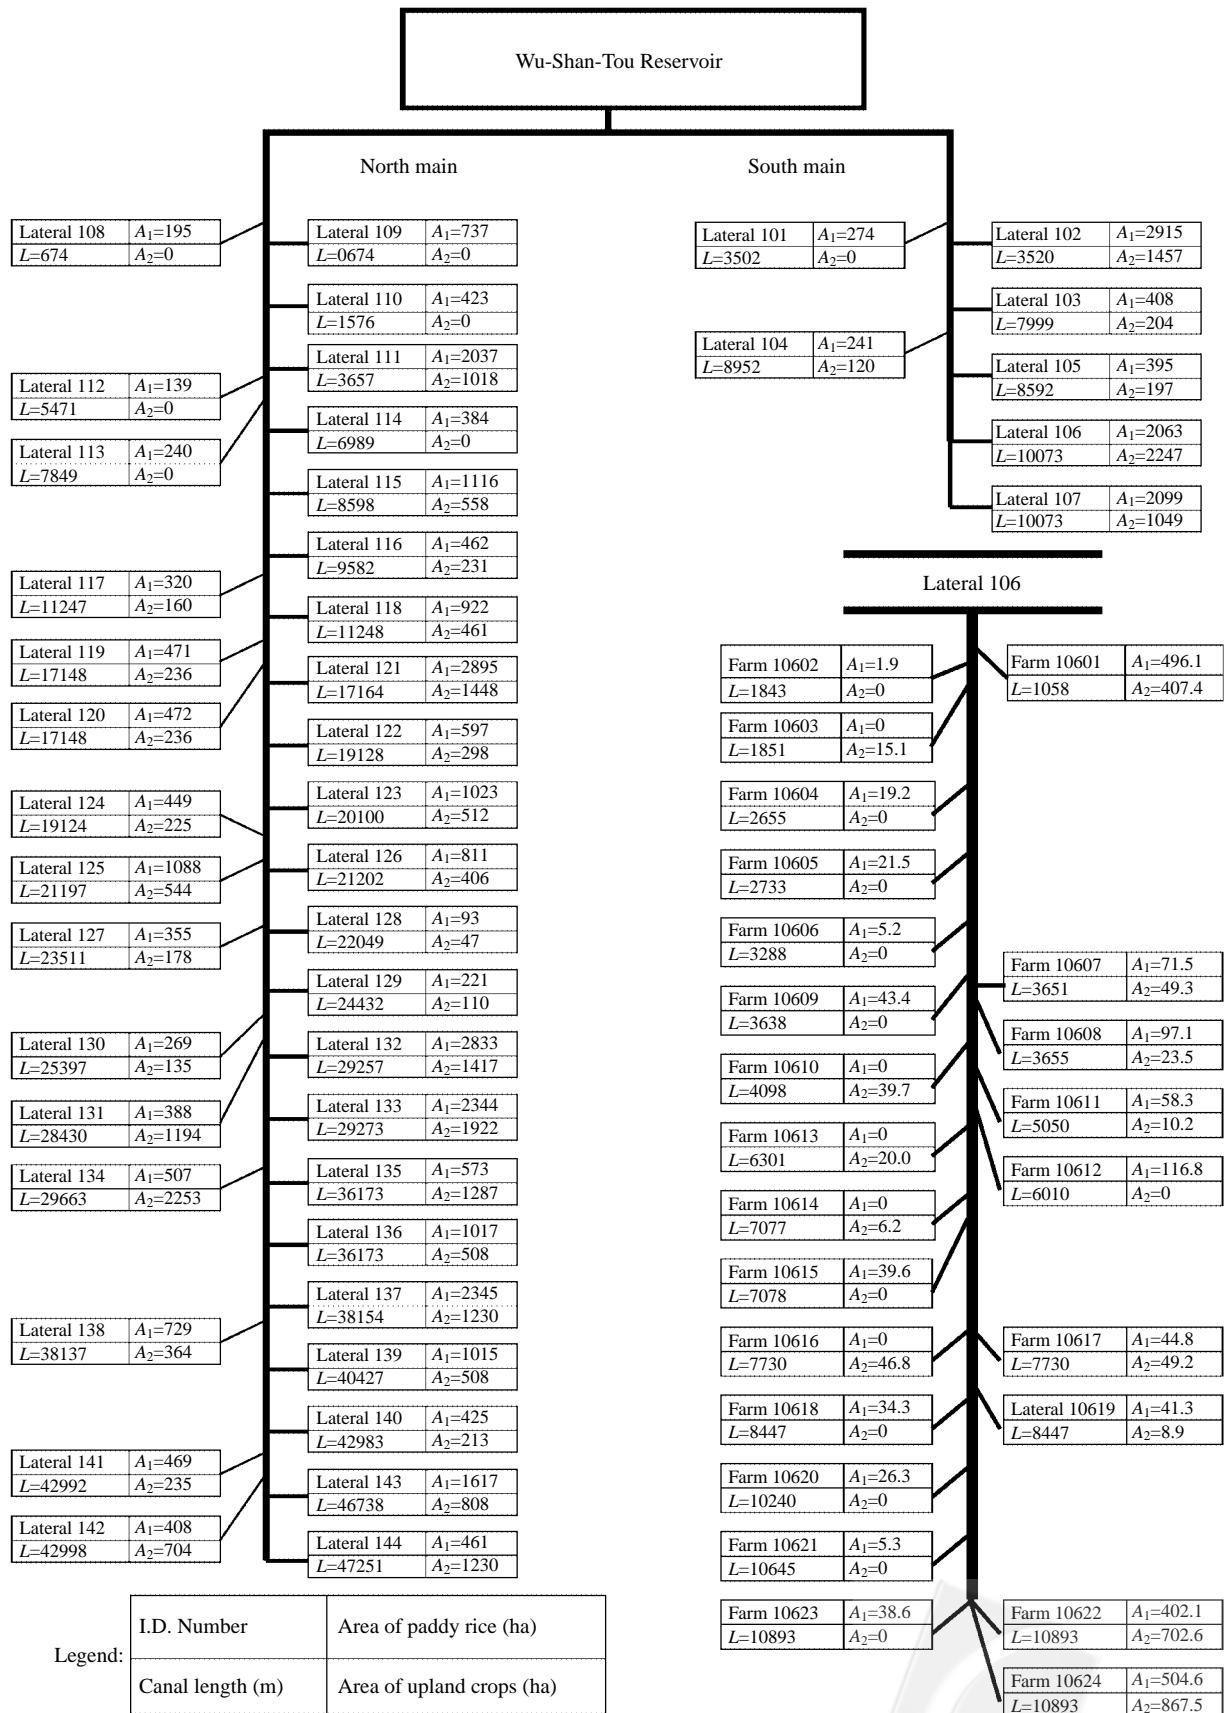 Wu-Shan-Tou Reservoir
North main
South main
Lateral 108 A1=195
L=674 A2=0
Lateral 112 A1=139
L=5471 A2=0
Lateral 113 A1=240
L=7849 A2=0
Lateral 117 A1=320
L=11247 A2=160
Lateral 119 A1=471
L=17148 A2=236
Lateral 120 A1=472
L=17148 A2=236
Lateral 124 A1=449
L=19124 A2=225
Lateral 125 A1=1088
L=21197 A2=544
Lateral 127 A1=355
L=23511 A2=178
Lateral 130 A1=269
L=25397 A2=135
Lateral 131 A1=388
L=28430 A2=1194
Lateral 134 A1=507
L=29663 A2=2253
Lateral 138 A1=729
L=38137 A2=364
Lateral 141 A1=469
L=42992 A2=235
Lateral 142 A1=408
L=42998 A2=704
Lateral 109 A1=737
L=0674 A2=0
Lateral 110 A1=423
L=1576 A2=0
Lateral 111 A1=2037
L=3657 A2=1018
Lateral 114 A1=384
L=6989 A2=0
Lateral 115 A1=1116
L=8598 A2=558
Lateral 116 A1=462
L=9582 A2=231
Lateral 118 A1=922
L=11248 A2=461
Lateral 121 A1=2895
L=17164 A2=1448
Lateral 122 A1=597
L=19128 A2=298
Lateral 123 A1=1023
L=20100 A2=512
Lateral 126 A1=811
L=21202 A2=406
Lateral 128 A1=93
L=22049 A2=47
Lateral 129 A1=221
L=24432 A2=110
Lateral 132 A1=2833
L=29257 A2=1417
Lateral 133 A1=2344
L=29273 A2=1922
Lateral 135 A1=573
L=36173 A2=1287
Lateral 136 A1=1017
L=36173 A2=508
Lateral 137 A1=2345
L=38154 A2=1230
Lateral 139 A1=1015
L=40427 A2=508
Lateral 140 A1=425
L=42983 A2=213
Lateral 143 A1=1617
L=46738 A2=808
Lateral 144 A1=461
L=47251 A2=1230
Lateral 101 A1=274
L=3502 A2=0
Lateral 104 A1=241
L=8952 A2=120
Lateral 102 A1=2915
L=3520 A2=1457
Lateral 103 A1=408
L=7999 A2=204
Lateral 105 A1=395
L=8592 A2=197
Lateral 106 A1=2063
L=10073 A2=2247
Lateral 107 A1=2099
L=10073 A2=1049
Lateral 106
Farm 10602 A1=1.9
L=1843 A2=0
Farm 10603 A1=0
L=1851 A2=15.1
Farm 10604 A1=19.2
L=2655 A2=0
Farm 10605 A1=21.5
L=2733 A2=0
Farm 10606 A1=5.2
L=3288 A2=0
Farm 10609 A1=43.4
L=3638 A2=0
Farm 10610 A1=0
L=4098 A2=39.7
Farm 10613 A1=0
L=6301 A2=20.0
Farm 10614 A1=0
L=7077 A2=6.2
Farm 10615 A1=39.6
L=7078 A2=0
Farm 10616 A1=0
L=7730 A2=46.8
Farm 10618 A1=34.3
L=8447 A2=0
Farm 10620 A1=26.3
L=10240 A2=0
Farm 10621 A1=5.3
L=10645 A2=0
Farm 10623 A1=38.6
L=10893 A2=0
Farm 10601 A1=496.1
L=1058 A2=407.4
Farm 10607 A1=71.5
L=3651 A2=49.3
Farm 10608 A1=97.1
L=3655 A2=23.5
Farm 10611 A1=58.3
L=5050 A2=10.2
Farm 10612 A1=116.8
L=6010 A2=0
Farm 10617 A1=44.8
L=7730 A2=49.2
Lateral 10619 A1=41.3
L=8447 A2=8.9
Farm 10622 A1=402.1
L=10893 A2=702.6
Farm 10624 A1=504.6
L=10893 A2=867.5
Legend:
I.D. Number Area of paddy rice (ha)
Canal length (m) Area of upland crops (ha)